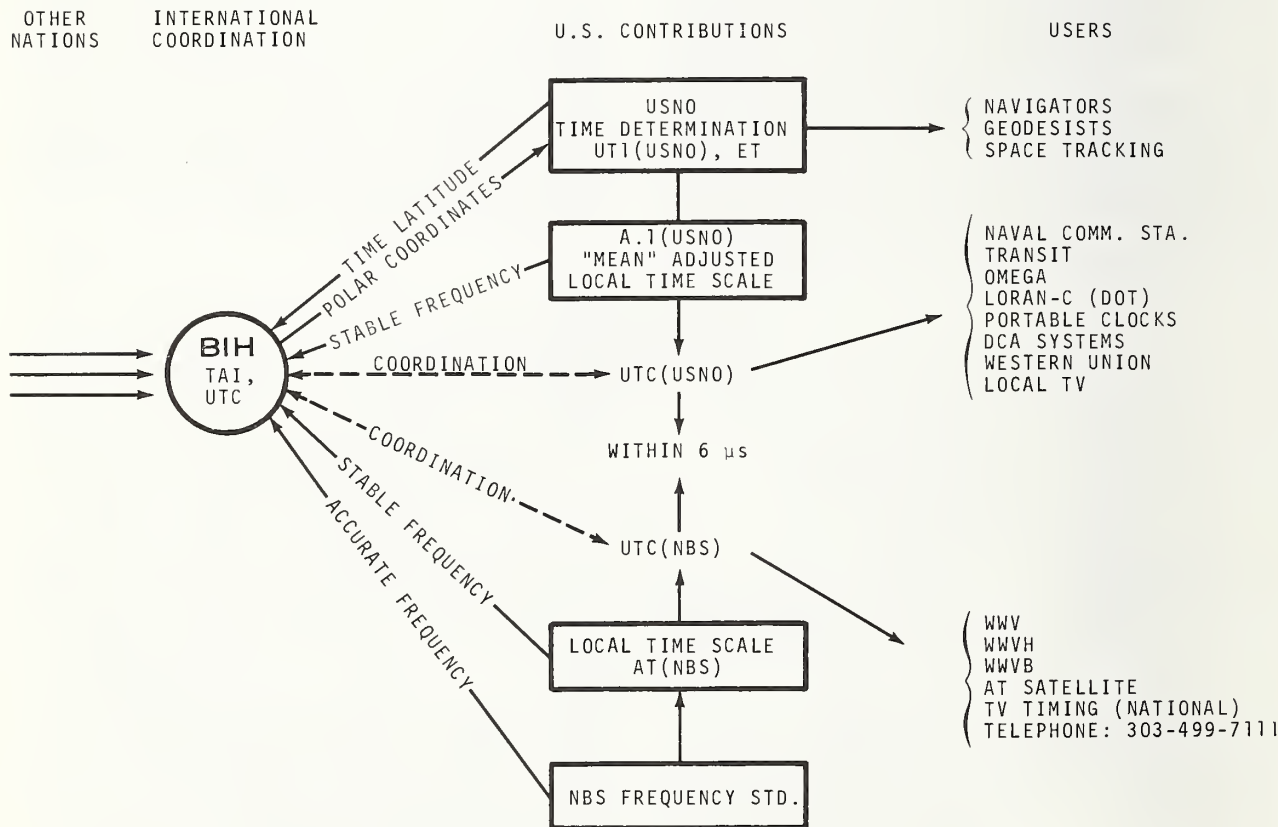 OTHER NATIONS
INTERNATIONAL COORDINATION
U.S. CONTRIBUTIONS
USERS
USNO
TIME DETERMINATION
UT1(USNO), ET
NAVIGATORS
GEODESISTS
SPACE TRACKING
TIME LATITUDE
POLAR COORDINATES
A.1(USNO)
"MEAN" ADJUSTED
LOCAL TIME SCALE
STABLE FREQUENCY
NAVAL COMM. STA.
TRANSIT
OMEGA
LORAN-C (DOT)
PORTABLE CLOCKS
DCA SYSTEMS
WESTERN UNION
LOCAL TV
BIH
TAI,
UTC
COORDINATION
UTC(USNO)
WITHIN 6 μs
COORDINATION
UTC(NBS)
STABLE FREQUENCY
ACCURATE FREQUENCY
LOCAL TIME SCALE
AT(NBS)
WWV
WWVH
WWVB
AT SATELLITE
TV TIMING (NATIONAL)
TELEPHONE: 303-499-7111
NBS FREQUENCY STD.